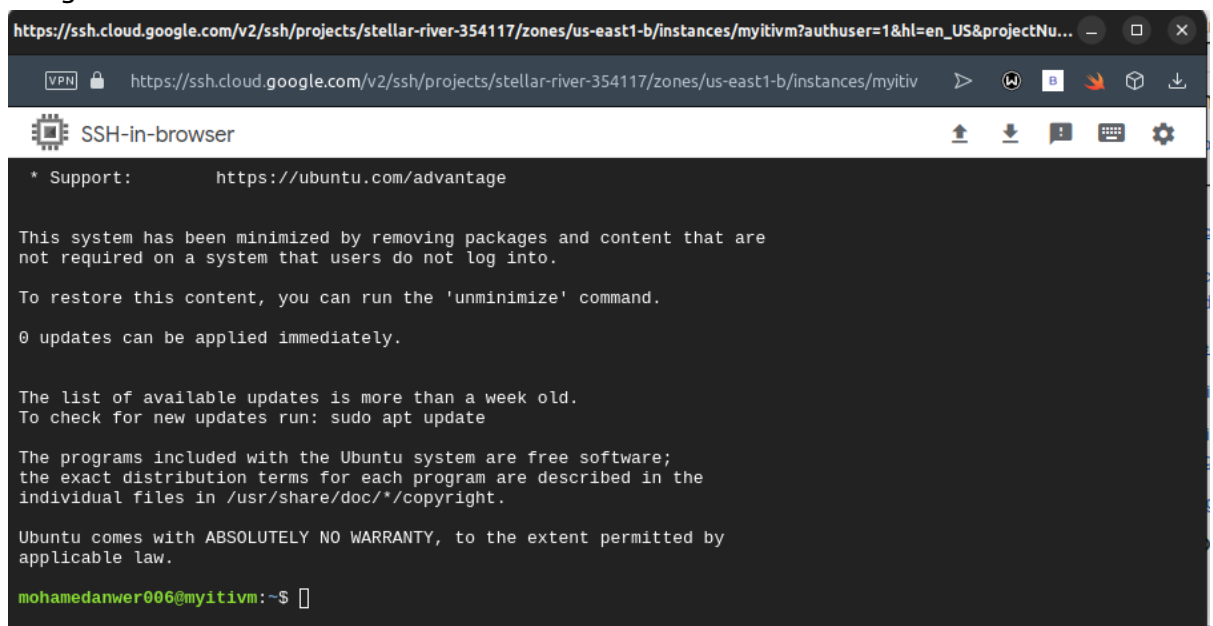 https://ssh.cloud.google.com/v2/ssh/projects/stellar-river-354117/zones/us-east1-b/instances/myitivm?authuser=1&hl=en_US&projectNu...
VPN https://ssh.cloud.google.com/v2/ssh/projects/stellar-river-354117/zones/us-east1-b/instances/myitiv
SSH-in-browser
* Support: https://ubuntu.com/advantage
This system has been minimized by removing packages and content that are
not required on a system that users do not log into.
To restore this content, you can run the 'unminimize' command.
0 updates can be applied immediately.
The list of available updates is more than a week old.
To check for new updates run: sudo apt update
The programs included with the Ubuntu system are free software;
the exact distribution terms for each program are described in the
individual files in /usr/share/doc/*/copyright.
Ubuntu comes with ABSOLUTELY NO WARRANTY, to the extent permitted by
applicable law.
mohamedanwer006@myitivm:~$